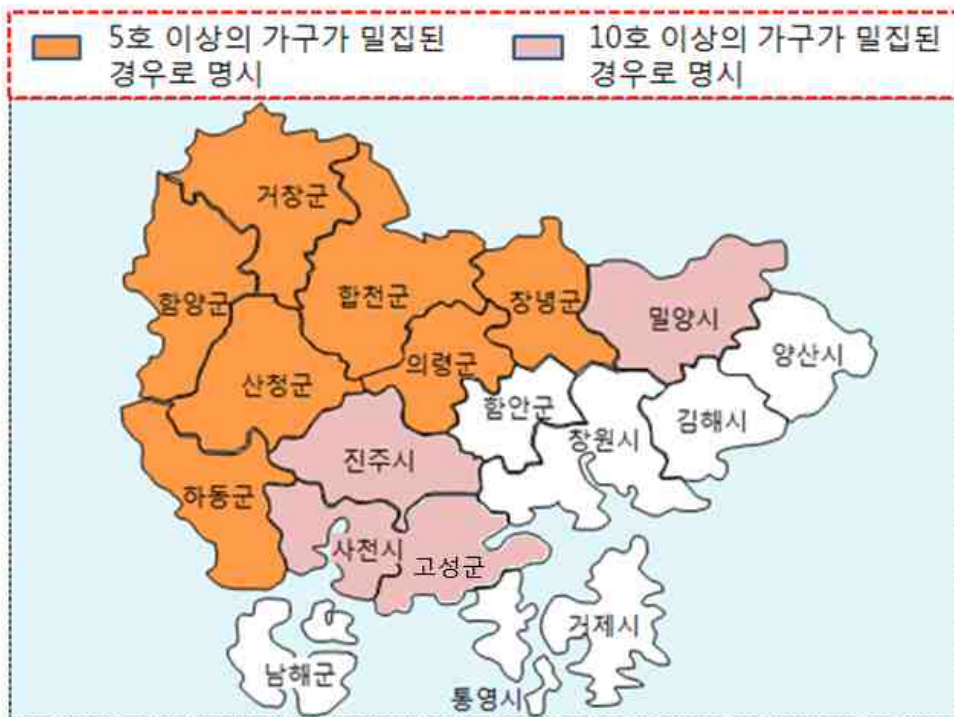 5호 이상의 가구가 밀집된
경우로 명시
10호 이상의 가구가 밀집된
경우로 명시
거창군
함양군
합천군
창녕군
밀양시
양산시
의령군
산청군
함안군
창원시
김해시
진주시
하동군
사천시
고성군
거제시
남해군
통영시